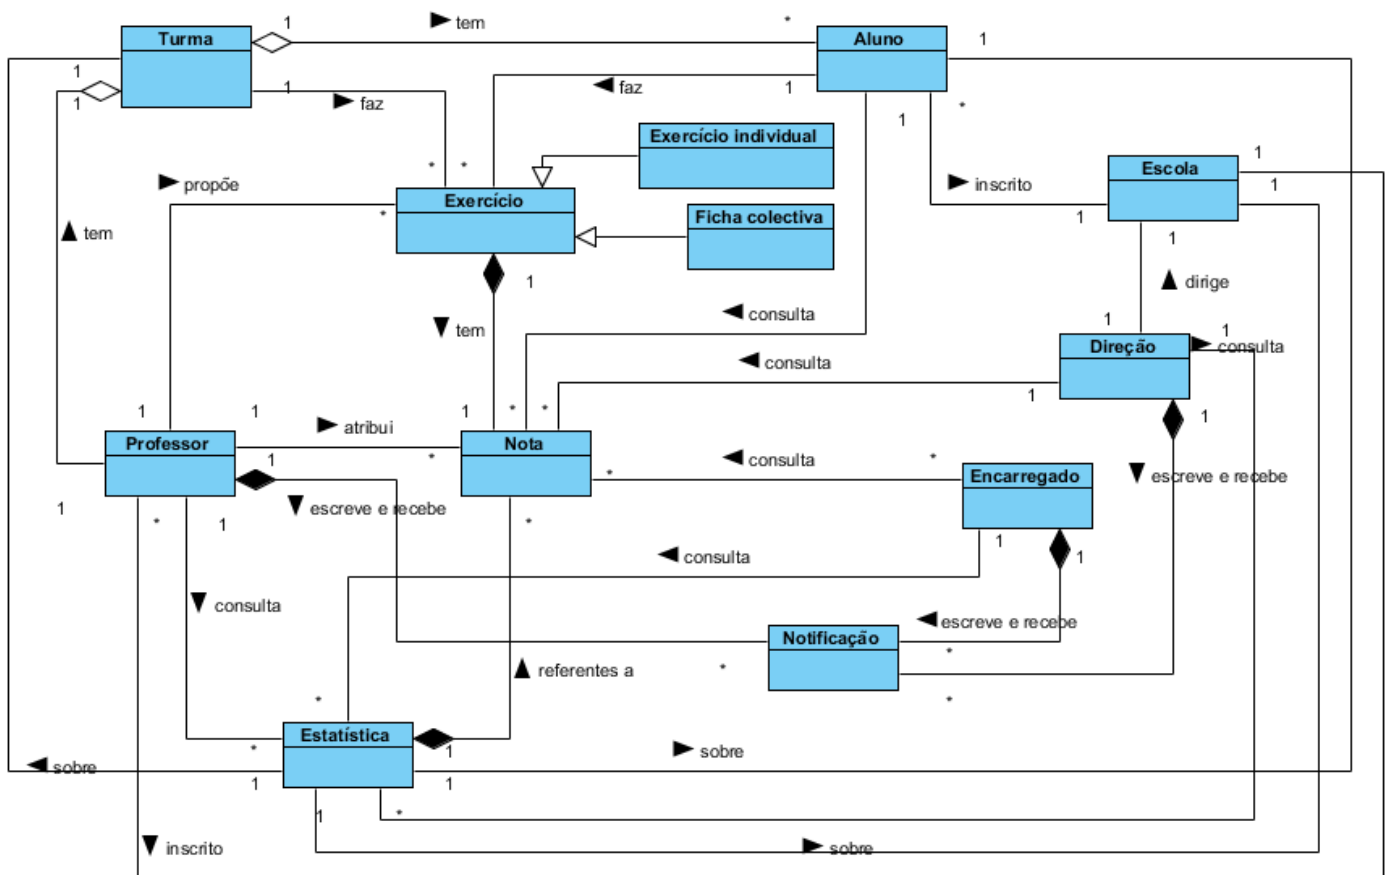 1 tem *
Turma Aluno 1
1 1 faz 1
1 faz 1 *
Exercício individual
* * 1
propõe inscrito Escola 1
Exercício
* Ficha colectiva 1
tem 1
1 dirige
tem consulta 1 1
Direção consulta
consulta
1
1 1 1 * * 1
atribui
Professor Nota
1 * consulta * Encarregado
* escreve e recebe
escreve e recebe
1 * 1 * 1
consulta 1
consulta
escreve e recebe
Notificação
* *
referentes a
* *
Estatística
* 1 sobre
sobre 1 1
1 *
inscrito sobre